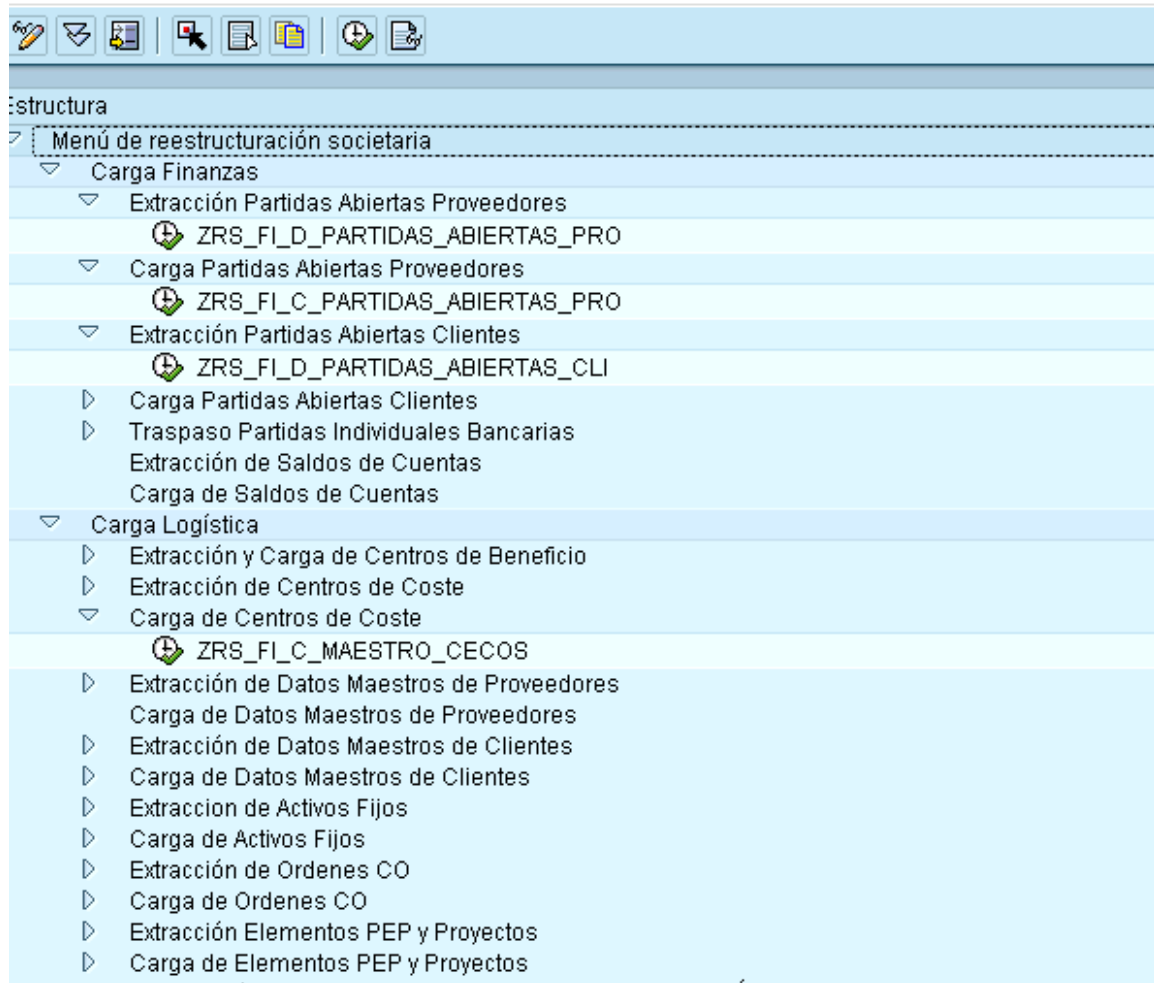 Estructura
Menú de reestructuración societaria
Carga Finanzas
Extracción Partidas Abiertas Proveedores
ZRS_FI_D_PARTIDAS_ABIERTAS_PRO
Carga Partidas Abiertas Proveedores
ZRS_FI_C_PARTIDAS_ABIERTAS_PRO
Extracción Partidas Abiertas Clientes
ZRS_FI_D_PARTIDAS_ABIERTAS_CLI
Carga Partidas Abiertas Clientes
Traspaso Partidas Individuales Bancarias
Extracción de Saldos de Cuentas
Carga de Saldos de Cuentas
Carga Logística
Extracción y Carga de Centros de Beneficio
Extracción de Centros de Coste
Carga de Centros de Coste
ZRS_FI_C_MAESTRO_CECOS
Extracción de Datos Maestros de Proveedores
Carga de Datos Maestros de Proveedores
Extracción de Datos Maestros de Clientes
Carga de Datos Maestros de Clientes
Extraccion de Activos Fijos
Carga de Activos Fijos
Extracción de Ordenes CO
Carga de Ordenes CO
Extracción Elementos PEP y Proyectos
Carga de Elementos PEP y Proyectos